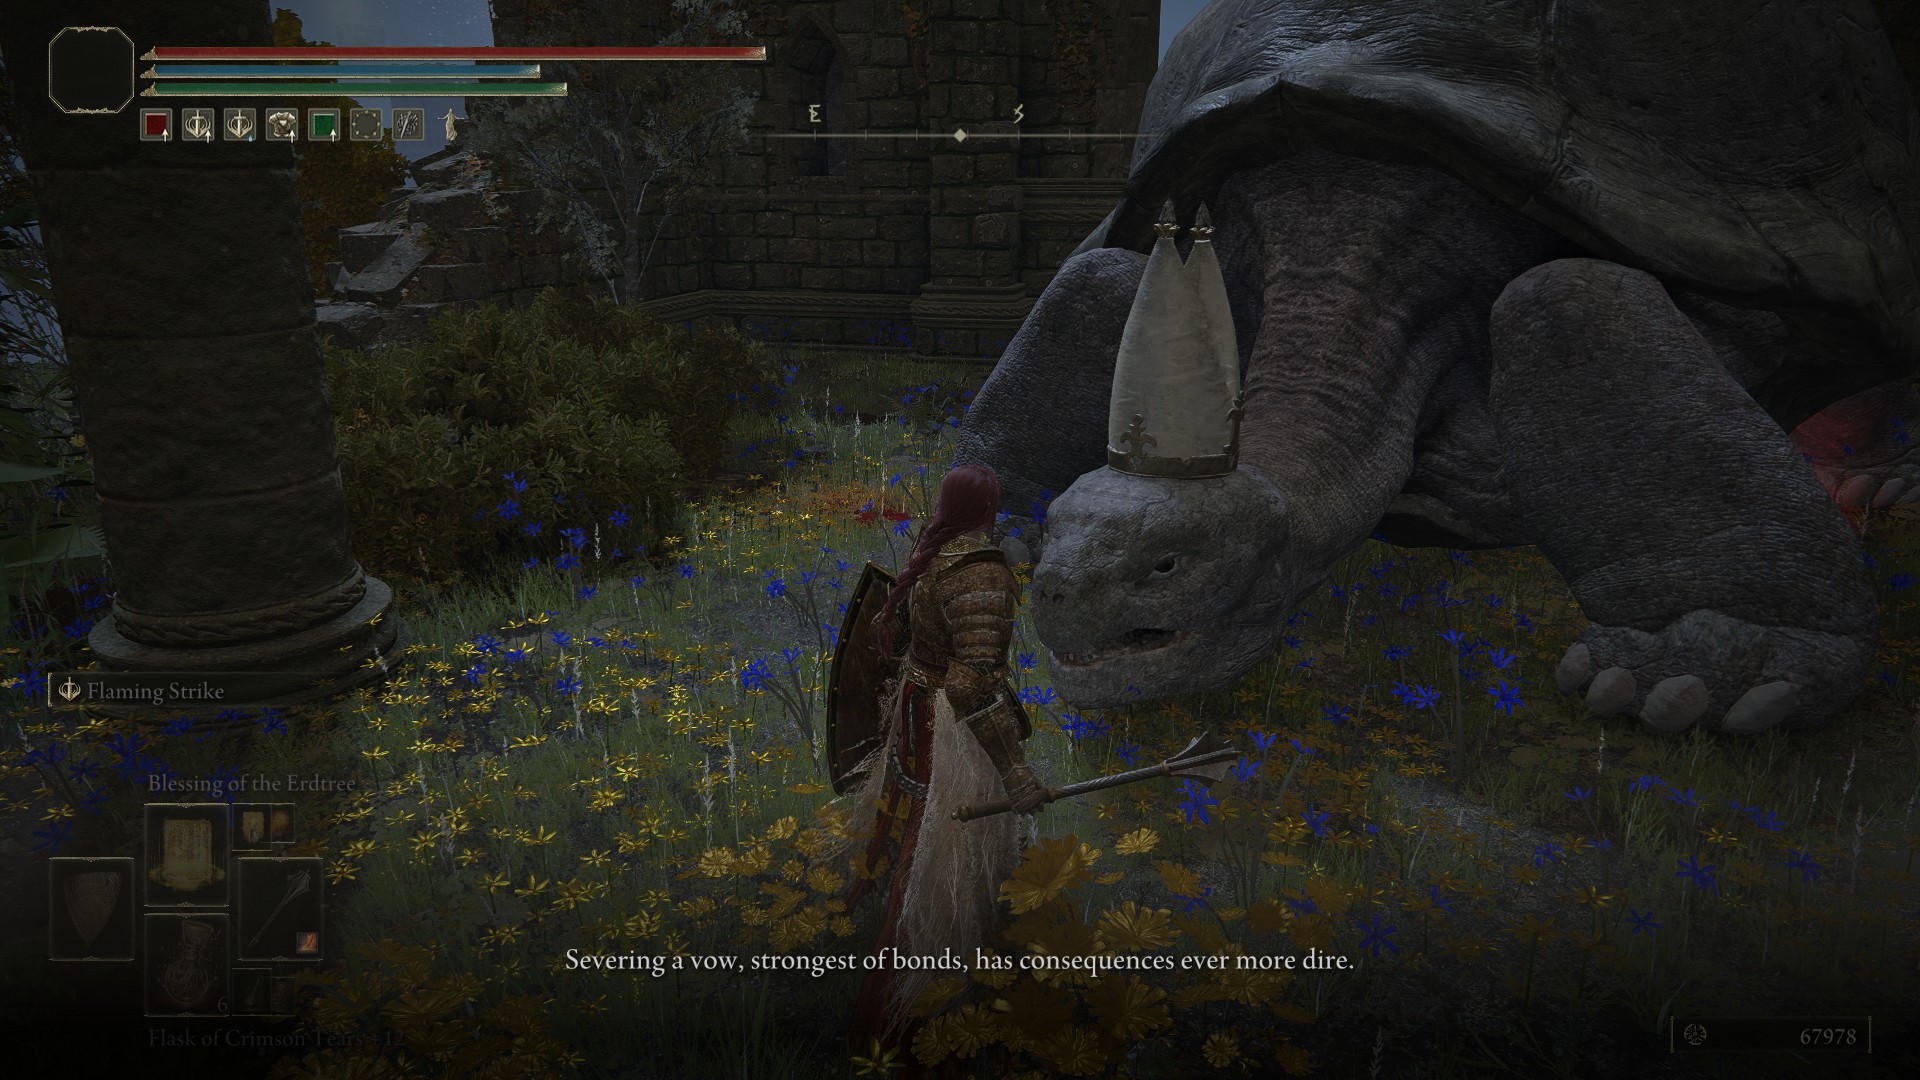 E S
Flaming Strike
Blessing of the Erdtree
6
Flask of Crimson Tears +12
Severing a vow, strongest of bonds, has consequences ever more dire.
67978